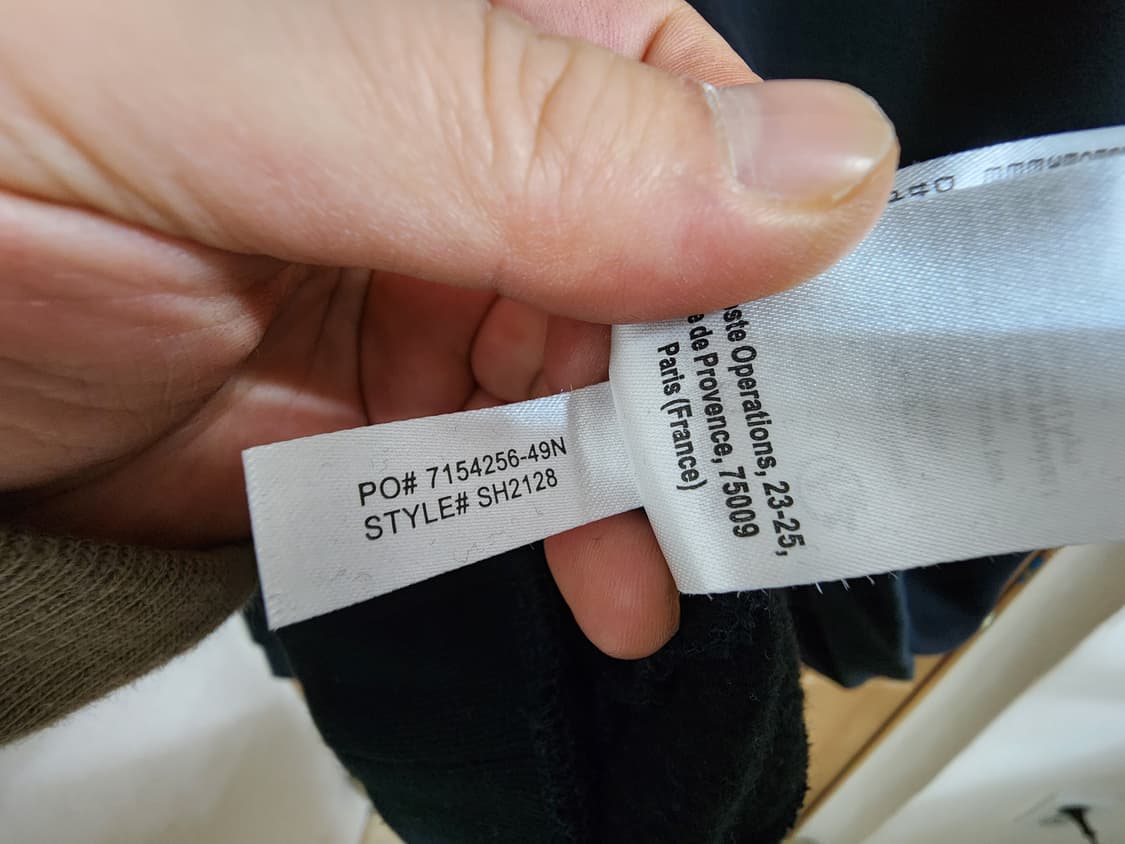 PO# 7154256-49N
STYLE# SH2128
Operations, 23-25,
de Provence, 75009
Paris (France)